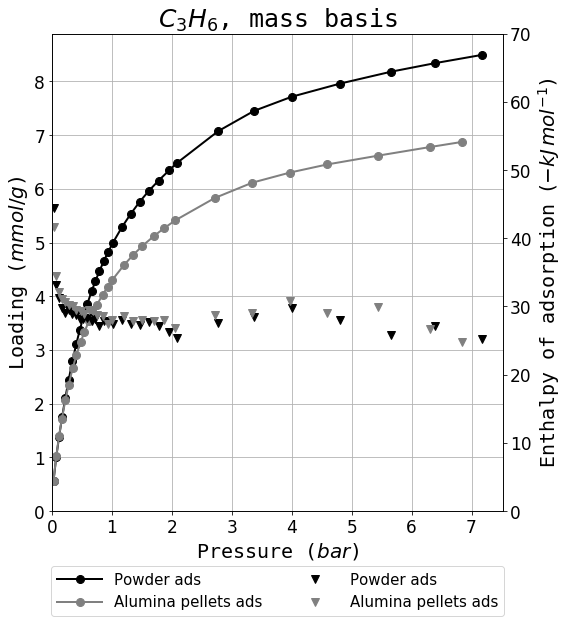 C₃H₆, mass basis
Loading (mmol/g)
8
7
6
5
4
3
2
1
0
70
60
50
40
30
20
10
0
Enthalpy of adsorption (−kJ mol⁻¹)
0 1 2 3 4 5 6 7
Pressure (bar)
Powder ads Powder ads
Alumina pellets ads Alumina pellets ads